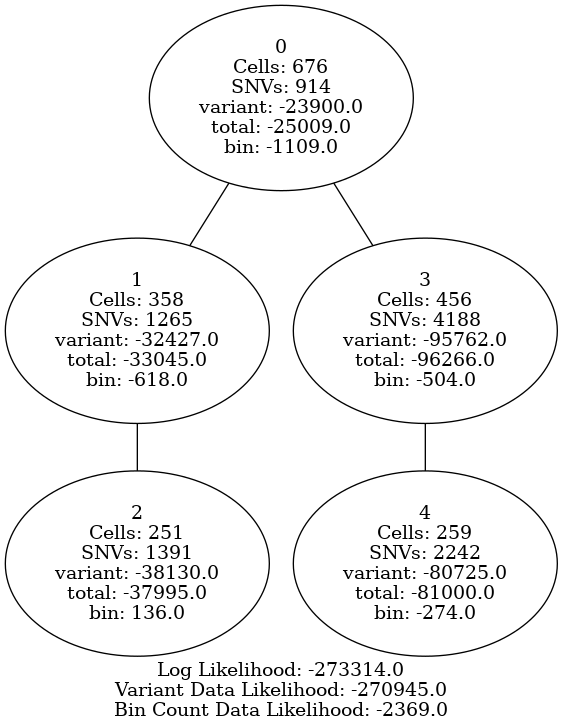 0
Cells: 676
SNVs: 914
variant: -23900.0
total: -25009.0
bin: -1109.0
1
Cells: 358
SNVs: 1265
variant: -32427.0
total: -33045.0
bin: -618.0
3
Cells: 456
SNVs: 4188
variant: -95762.0
total: -96266.0
bin: -504.0
2
Cells: 251
SNVs: 1391
variant: -38130.0
total: -37995.0
bin: 136.0
4
Cells: 259
SNVs: 2242
variant: -80725.0
total: -81000.0
bin: -274.0
Log Likelihood: -273314.0
Variant Data Likelihood: -270945.0
Bin Count Data Likelihood: -2369.0